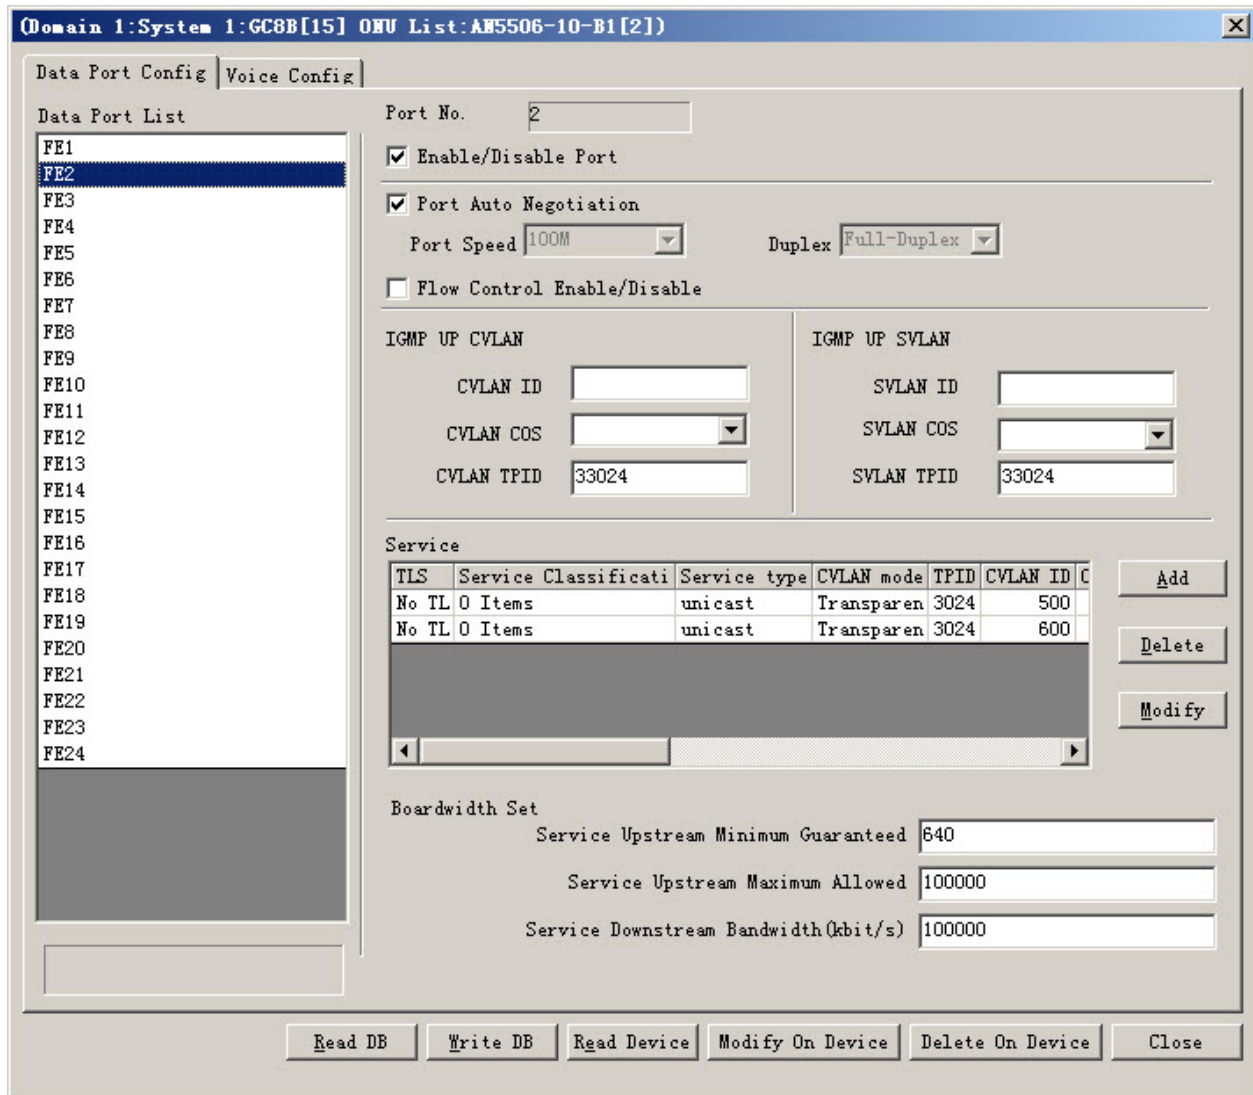 (Domain 1:System 1:GC8B[15] ONU List:AN5506-10-B1[2])
Data Port Config
Voice Config
Data Port List
FE1
FE2
FE3
FE4
FE5
FE6
FE7
FE8
FE9
FE10
FE11
FE12
FE13
FE14
FE15
FE16
FE17
FE18
FE19
FE20
FE21
FE22
FE23
FE24
Port No. 2
Enable/Disable Port
Port Auto Negotiation
Port Speed 100M Duplex Full-Duplex
Flow Control Enable/Disable
IGMP UP CVLAN
CVLAN ID
CVLAN COS
CVLAN TPID 33024
IGMP UP SVLAN
SVLAN ID
SVLAN COS
SVLAN TPID 33024
Service
TLS Service Classificati Service type CVLAN mode TPID CVLAN ID C
No TL 0 Items unicast Transparen 3024 500
No TL 0 Items unicast Transparen 3024 600
Add
Delete
Modify
Boardwidth Set
Service Upstream Minimum Guaranteed 640
Service Upstream Maximum Allowed 100000
Service Downstream Bandwidth(kbit/s) 100000
Read DB Write DB Read Device Modify On Device Delete On Device Close